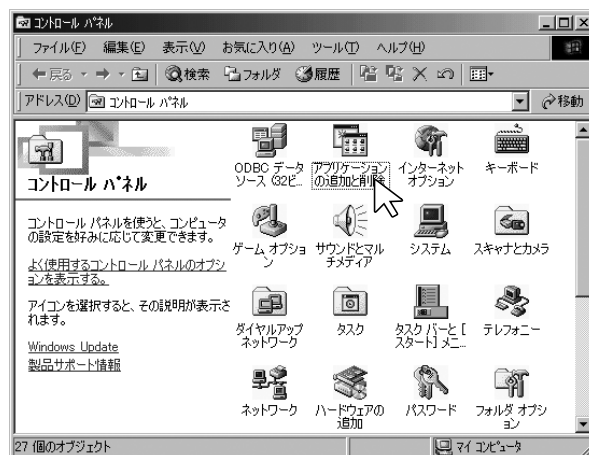 コントロール パネル
ファイル(F) 編集(E) 表示(V) お気に入り(A) ツール(T) ヘルプ(H)
戻る 検索 フォルダ 履歴
アドレス(D) コントロール パネル 移動
コントロール パネル
コントロール パネルを使うと、コンピュータ
の設定を好みに応じて変更できます。
よく使用するコントロール パネルのオプシ
ョンを表示する。
アイコンを選択すると、その説明が表示さ
れます。
Windows Update
製品サポート情報
ODBC データ
ソース (32ビ...
アプリケーション
の追加と削除
インターネット
オプション
キーボード
ゲーム オプショ
ン
サウンドとマル
チメディア
システム
スキャナとカメラ
ダイヤルアップ
ネットワーク
タスク
タスク バーと [
スタート] メニ...
テレフォニー
ネットワーク
ハードウェアの
追加
パスワード
フォルダ オプシ
ョン
27 個のオブジェクト
マイ コンピュータ